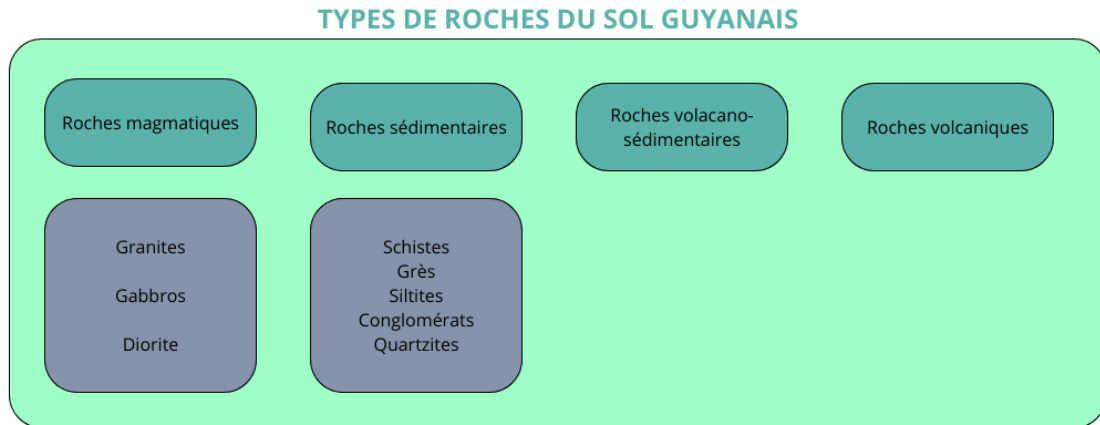 TYPES DE ROCHES DU SOL GUYANAIS
Roches magmatiques
Roches sédimentaires
Roches volacano-
sédimentaires
Roches volcaniques
Granites
Gabbros
Diorite
Schistes
Grès
Siltites
Conglomérats
Quartzites